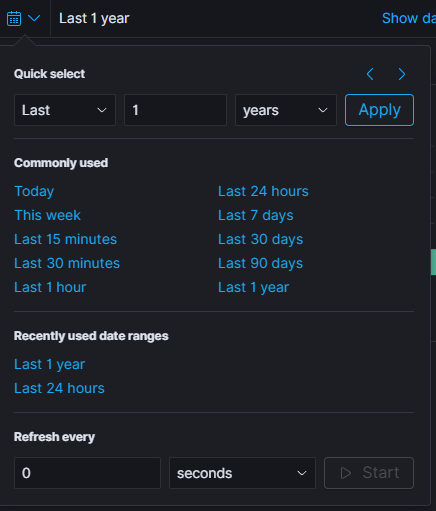 Last 1 year Show da
Quick select
Last 1 years Apply
Commonly used
Today Last 24 hours
This week Last 7 days
Last 15 minutes Last 30 days
Last 30 minutes Last 90 days
Last 1 hour Last 1 year
Recently used date ranges
Last 1 year
Last 24 hours
Refresh every
0 seconds Start